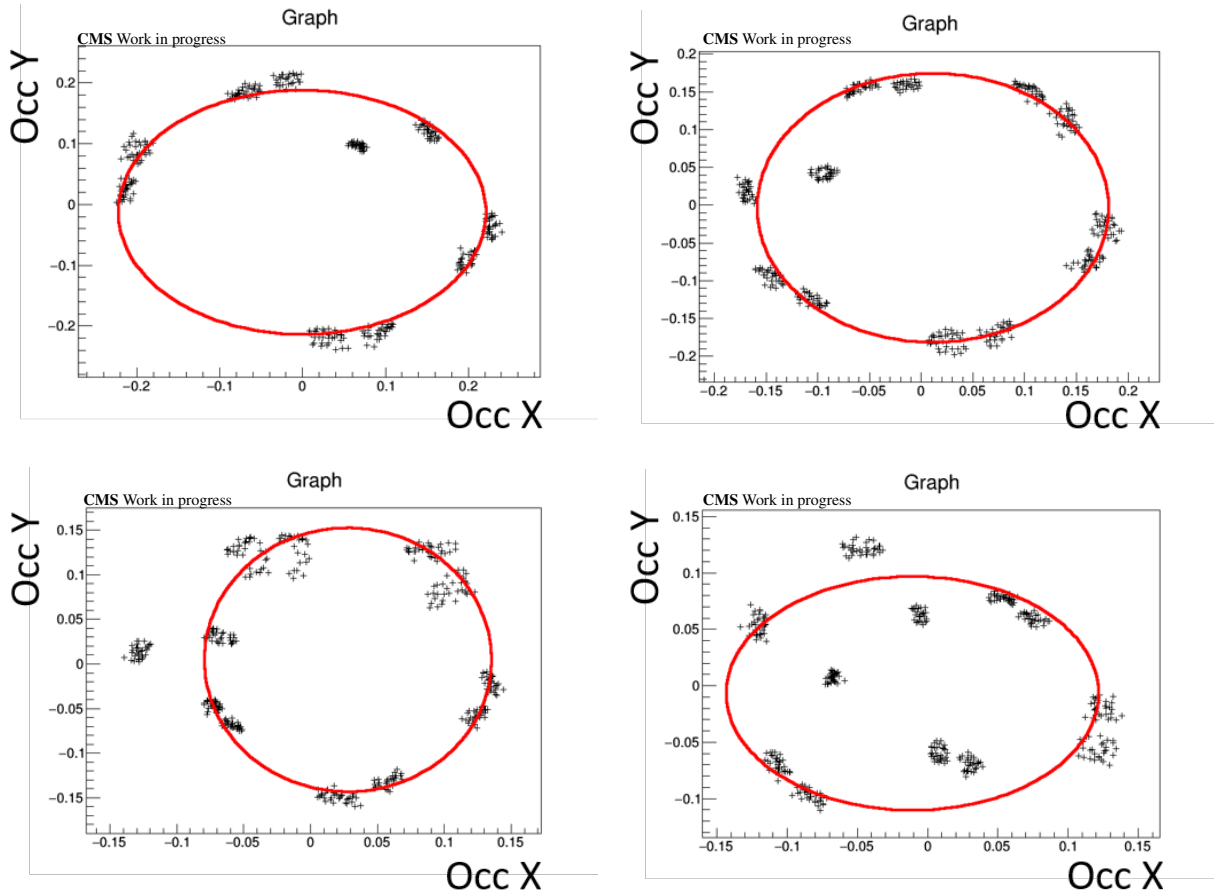 Graph
CMS Work in progress
Occ Y
0.2
0.1
0
−0.1
−0.2
−0.2 −0.1 0 0.1 0.2
Occ X
Graph
CMS Work in progress
Occ Y
0.2
0.15
0.1
0.05
0
−0.05
−0.1
−0.15
−0.2
−0.2 −0.15 −0.1 −0.05 0 0.05 0.1 0.15 0.2
Occ X
Graph
CMS Work in progress
Occ Y
0.15
0.1
0.05
0
−0.05
−0.1
−0.15
−0.15 −0.1 −0.05 0 0.05 0.1 0.15
Occ X
Graph
CMS Work in progress
Occ Y
0.15
0.1
0.05
0
−0.05
−0.1
−0.15 −0.1 −0.05 0 0.05 0.1 0.15
Occ X